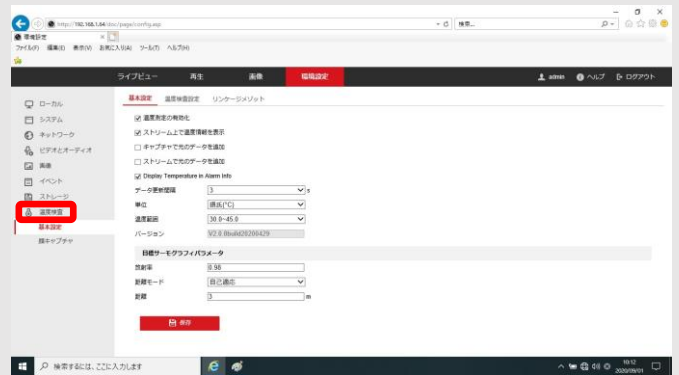 http://192.168.1.64/doc/page/config.asp
検索...
環境設定
ファイル(F) 編集(E) 表示(V) お気に入り(A) ツール(T) ヘルプ(H)
ライブビュー 再生 画像 環境設定 admin ヘルプ ログアウト
ローカル
システム
ネットワーク
ビデオとオーディオ
画像
イベント
ストレージ
温度検査
基本設定
顔キャプチャ
基本設定 温度検査設定 リンケージメソット
温度測定の有効化
ストリーム上で温度情報を表示
キャプチャで元のデータを追加
ストリームで元のデータを追加
Display Temperature in Alarm Info
データ更新間隔 3 s
単位 摂氏(°C)
温度範囲 30.0~45.0
バージョン V2.0.0build20200429
目標サーモグラフィパラメータ
放射率 0.98
距離モード 自己適応
距離 3 m
保存
検索するには、ここに入力します
10:12
2020/09/01